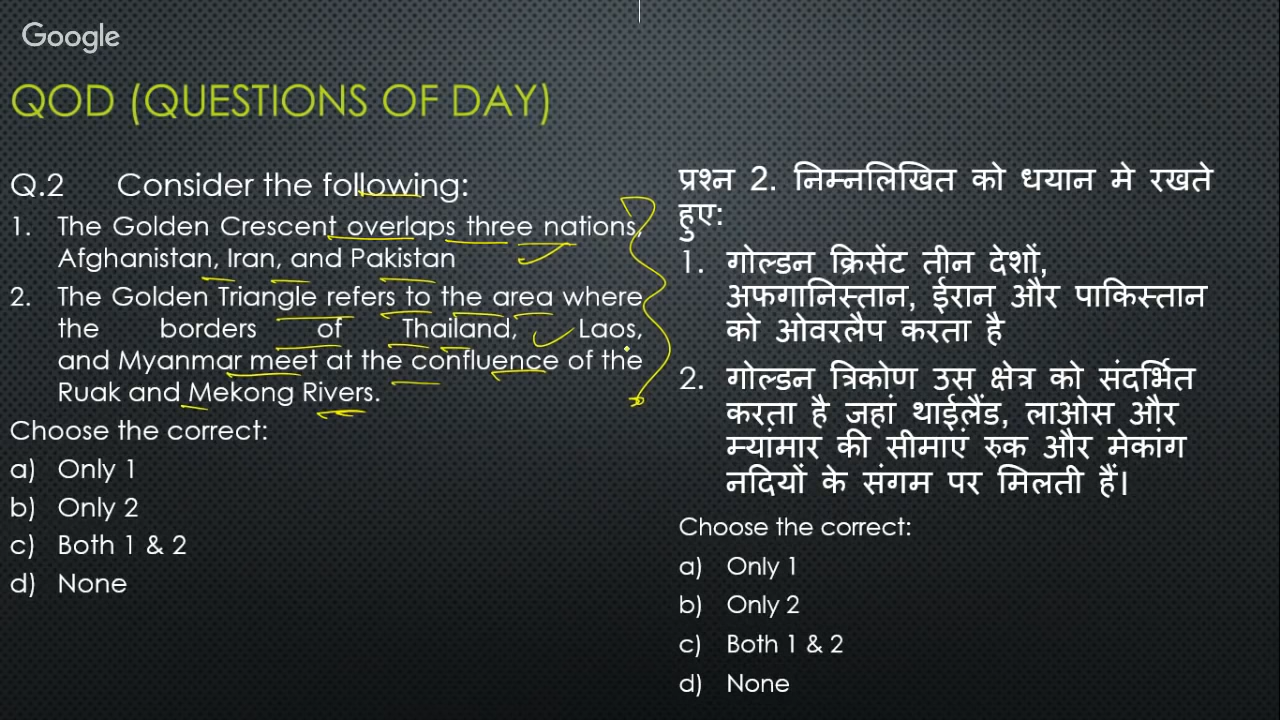 Google
QOD (QUESTIONS OF DAY)
Q.2 Consider the following:
1. The Golden Crescent overlaps three nations,
Afghanistan, Iran, and Pakistan
2. The Golden Triangle refers to the area where
the borders of Thailand, Laos,
and Myanmar meet at the confluence of the
Ruak and Mekong Rivers.
Choose the correct:
a) Only 1
b) Only 2
c) Both 1 & 2
d) None
प्रश्न 2. निम्नलिखित को धयान मे रखते
हुए:
1. गोल्डन क्रिसेंट तीन देशों,
अफगानिस्तान, ईरान और पाकिस्तान
को ओवरलैप करता है
2. गोल्डन त्रिकोण उस क्षेत्र को संदर्भित
करता है जहां थाईलैंड, लाओस और
म्यांमार की सीमाएं रुक और मेकांग
नदियों के संगम पर मिलती हैं।
Choose the correct:
a) Only 1
b) Only 2
c) Both 1 & 2
d) None